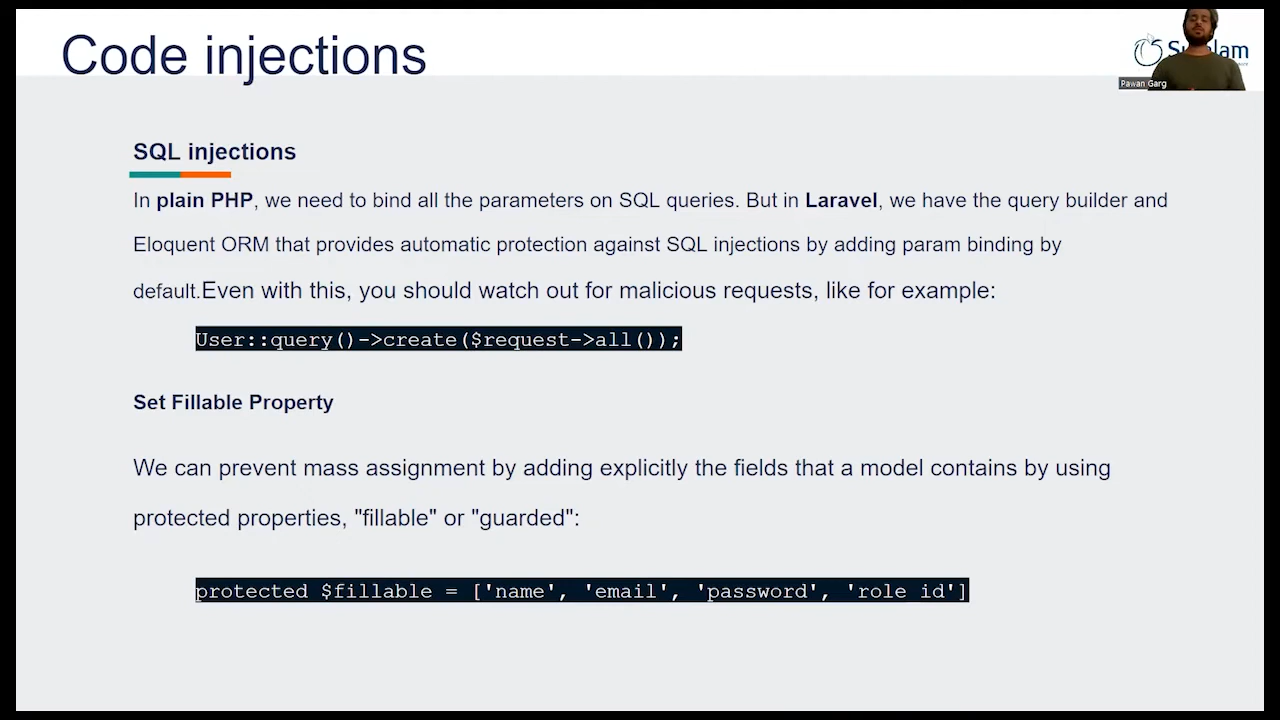 Code injections
Pawan Garg
SQL injections
In plain PHP, we need to bind all the parameters on SQL queries. But in Laravel, we have the query builder and
Eloquent ORM that provides automatic protection against SQL injections by adding param binding by
default.Even with this, you should watch out for malicious requests, like for example:
User::query()->create($request->all());
Set Fillable Property
We can prevent mass assignment by adding explicitly the fields that a model contains by using
protected properties, "fillable" or "guarded":
protected $fillable = ['name', 'email', 'password', 'role id']